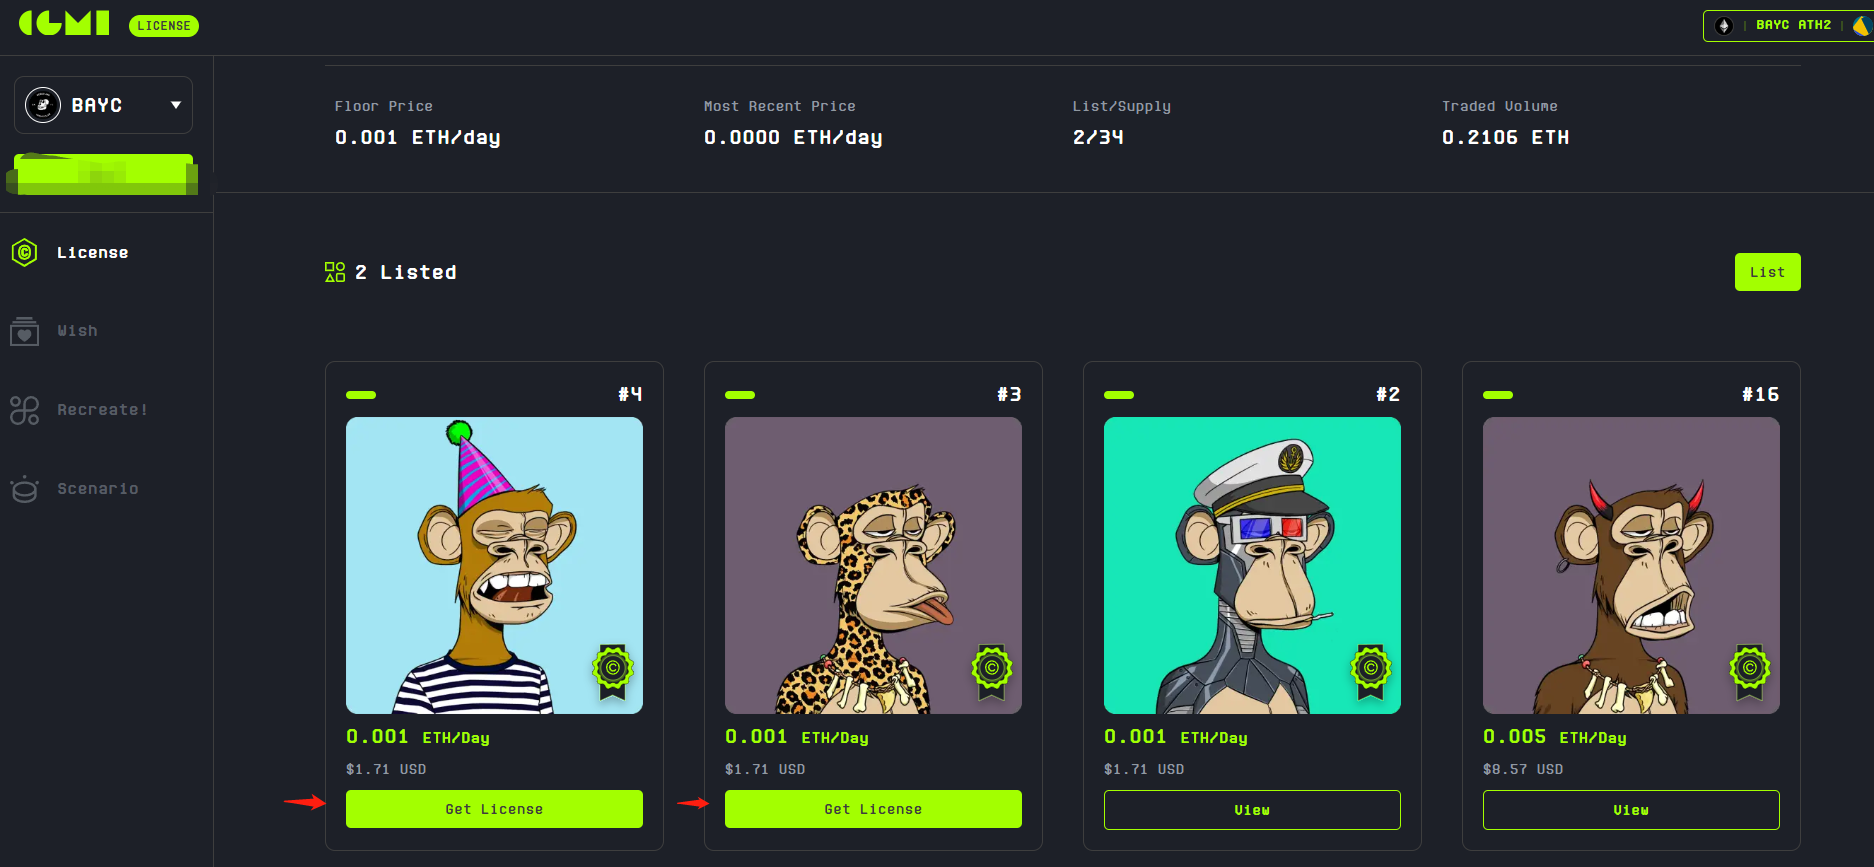 IGMI
LICENSE
BAYC ATH2
BAYC
License
Wish
Recreate!
Scenario
Floor Price
0.001 ETH/day
Most Recent Price
0.0000 ETH/day
List/Supply
2/34
Traded Volume
0.2106 ETH
2 Listed
List
#4
©
0.001 ETH/Day
$1.71 USD
Get License
#3
©
0.001 ETH/Day
$1.71 USD
Get License
#2
©
0.001 ETH/Day
$1.71 USD
View
#16
©
0.005 ETH/Day
$8.57 USD
View